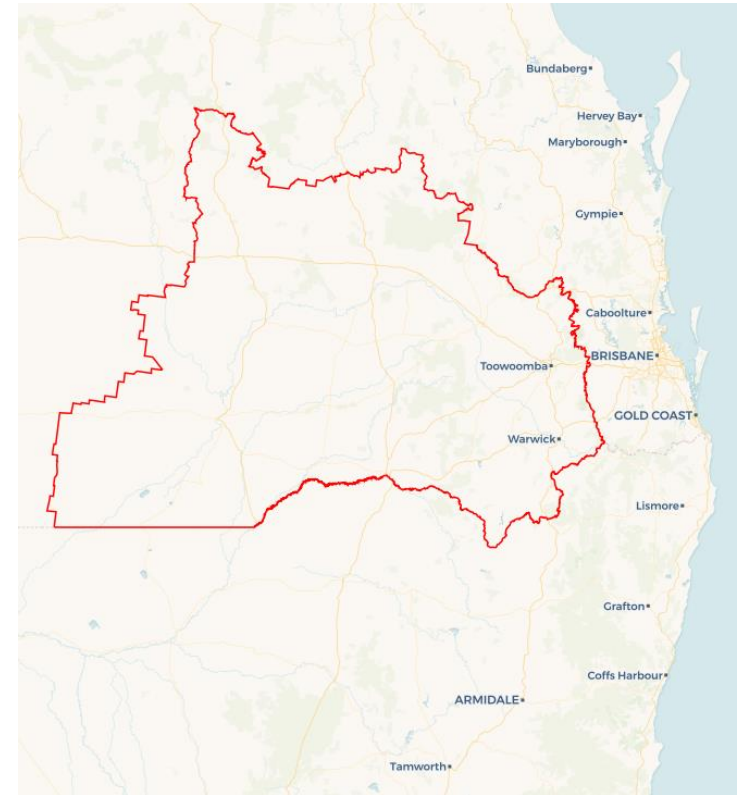 Bundaberg
Hervey Bay
Maryborough
Gympie
Caboolture
BRISBANE
Toowoomba
GOLD COAST
Warwick
Lismore
Grafton
Coffs Harbour
ARMIDALE
Tamworth